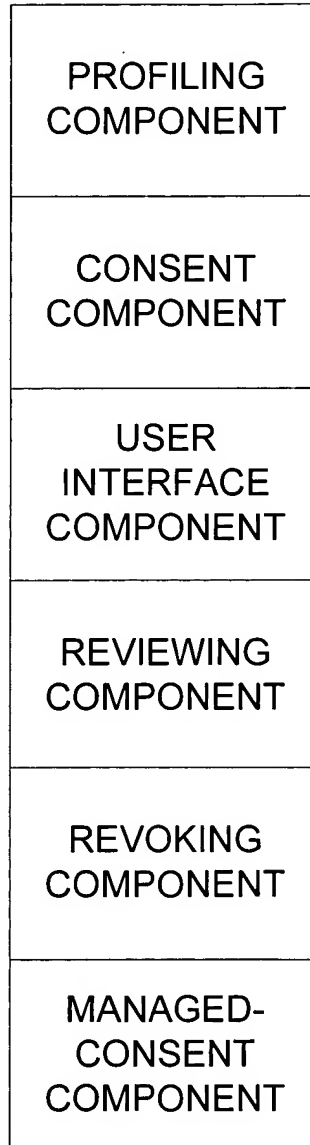 PROFILING
COMPONENT
CONSENT
COMPONENT
USER
INTERFACE
COMPONENT
REVIEWING
COMPONENT
REVOKING
COMPONENT
MANAGED-
CONSENT
COMPONENT